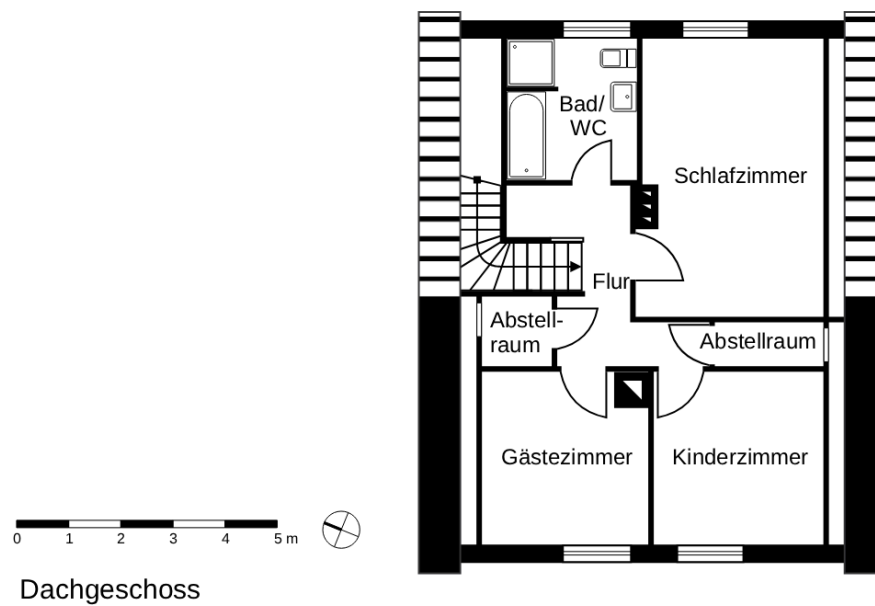 Bad/
WC
Schlafzimmer
Flur
Abstell-
raum
Abstellraum
Gästezimmer
Kinderzimmer
0 1 2 3 4 5 m
Dachgeschoss